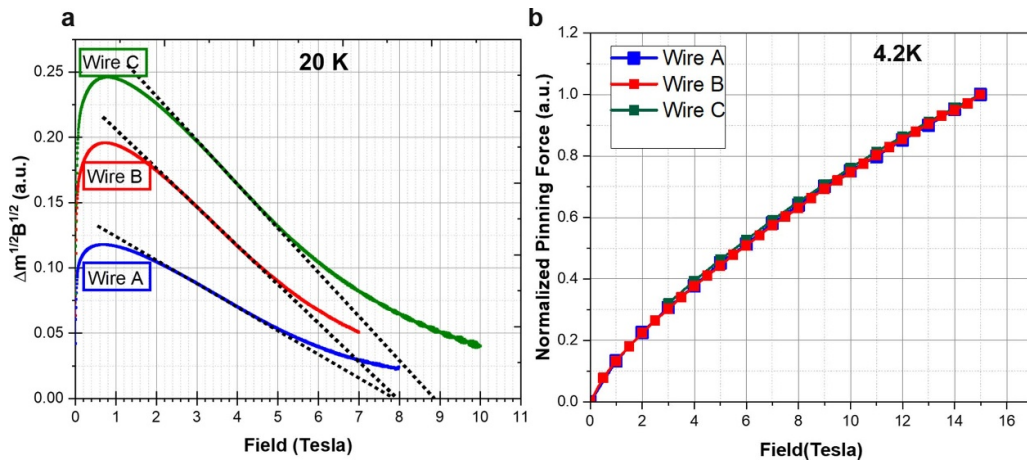 a
20 K
Wire C
Wire B
Wire A
Δm1/2B1/2 (a.u.)
0.25
0.20
0.15
0.10
0.05
0.00
0 1 2 3 4 5 6 7 8 9 10 11
Field (Tesla)
b
4.2K
Wire A
Wire B
Wire C
Normalized Pinning Force (a.u.)
1.2
1.0
0.8
0.6
0.4
0.2
0.0
0 2 4 6 8 10 12 14 16
Field(Tesla)